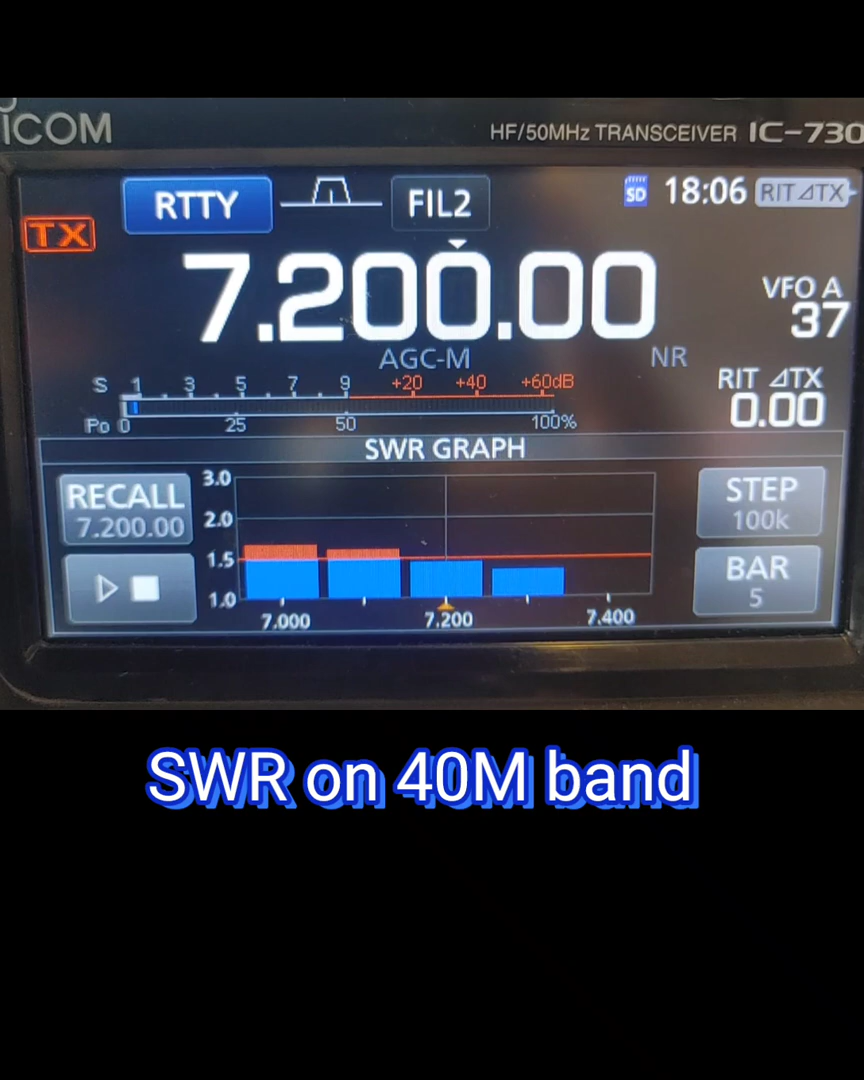 ICOM
HF/50MHz TRANSCEIVER IC-730
RTTY FIL2 SD 18:06 RIT⊿TX
TX
7.200.00
VFO A
37
AGC-M NR
S 1 3 5 7 9 +20 +40 +60dB
Po 0 25 50 100%
RIT ⊿TX
0.00
SWR GRAPH
RECALL
7.200.00
3.0
2.0
1.5
1.0
7.000 7.200 7.400
STEP
100k
BAR
5
SWR on 40M band